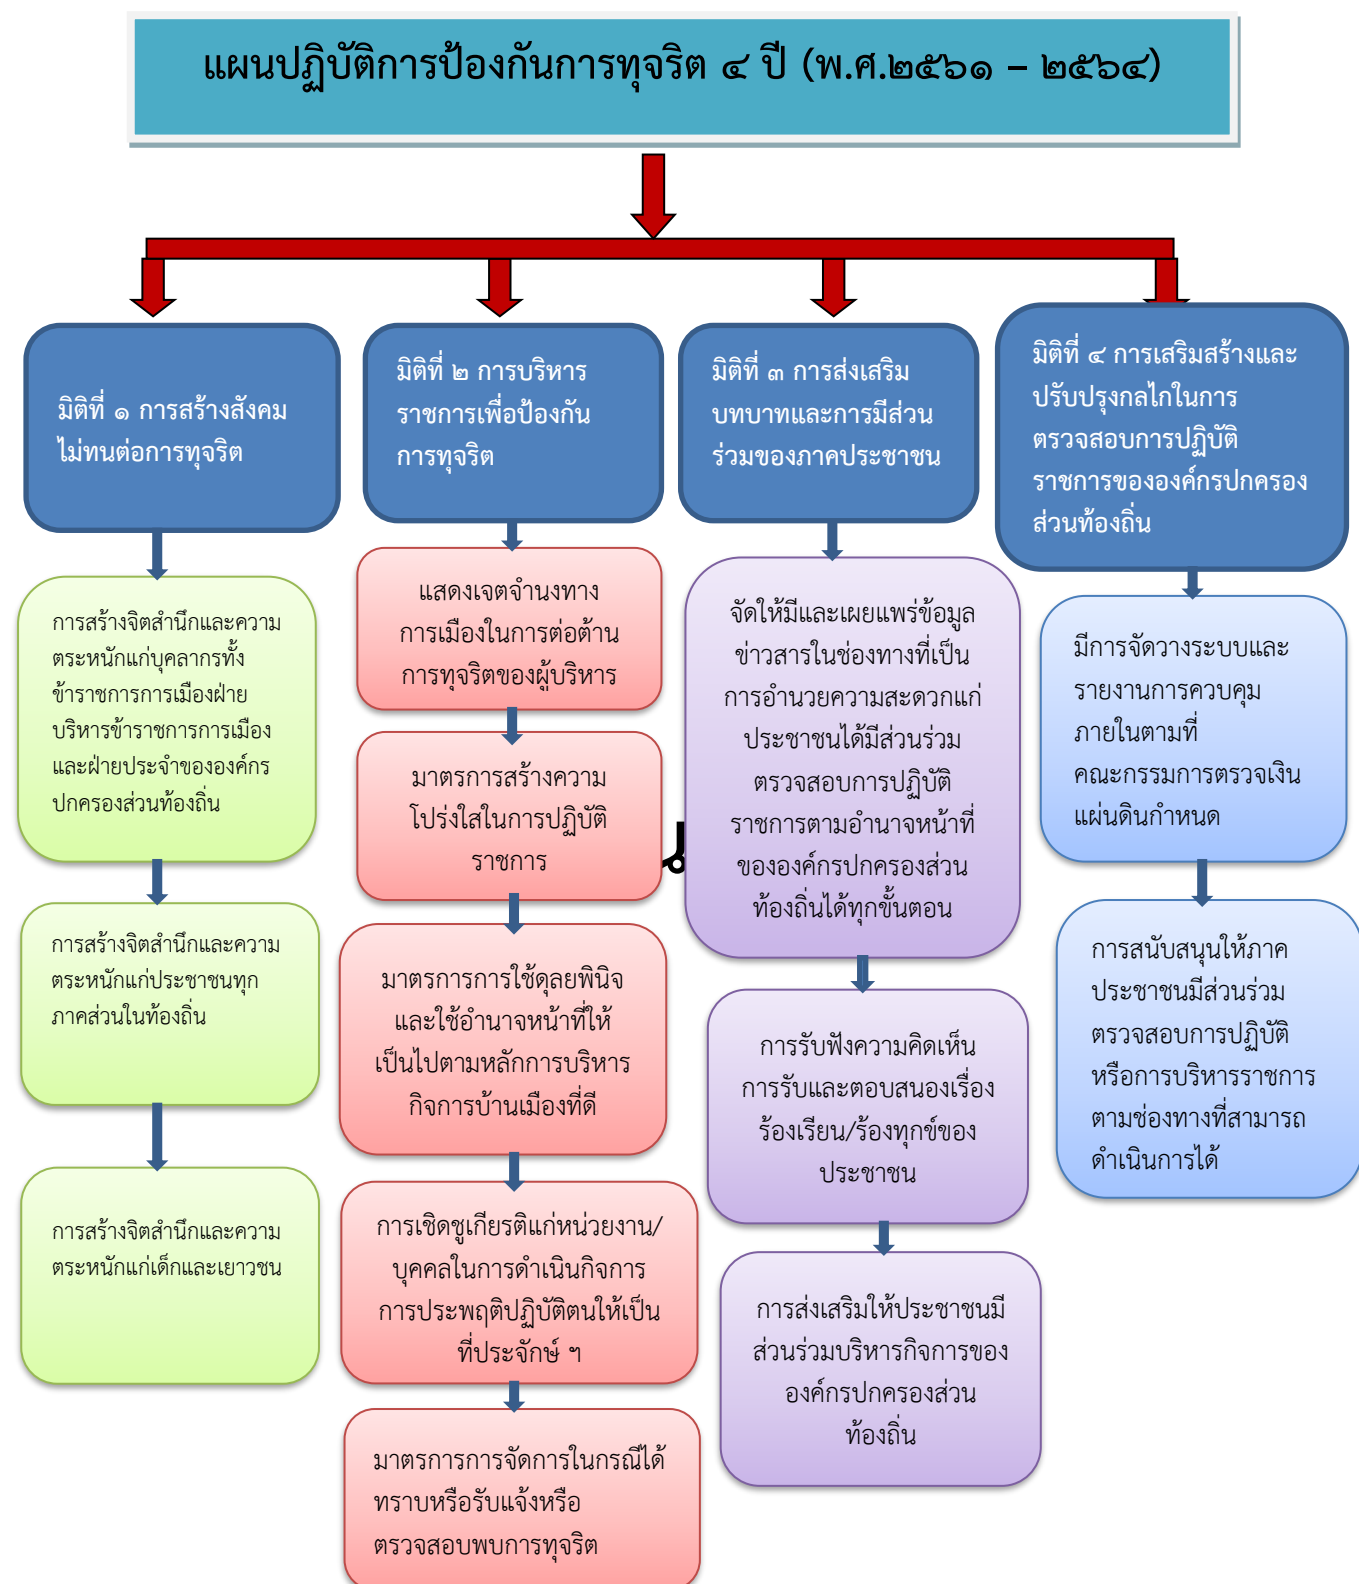 แผนปฏิบัติการป้องกันการทุจริต ๔ ปี (พ.ศ.๒๕๖๑ – ๒๕๖๔)
มิติที่ ๑ การสร้างสังคม
ไม่ทนต่อการทุจริต
การสร้างจิตสำนึกและความ
ตระหนักแก่บุคลากรทั้ง
ข้าราชการการเมืองฝ่าย
บริหารข้าราชการการเมือง
และฝ่ายประจำขององค์กร
ปกครองส่วนท้องถิ่น
การสร้างจิตสำนึกและความ
ตระหนักแก่ประชาชนทุก
ภาคส่วนในท้องถิ่น
การสร้างจิตสำนึกและความ
ตระหนักแก่เด็กและเยาวชน
มิติที่ ๒ การบริหาร
ราชการเพื่อป้องกัน
การทุจริต
แสดงเจตจำนงทาง
การเมืองในการต่อต้าน
การทุจริตของผู้บริหาร
มาตรการสร้างความ
โปร่งใสในการปฏิบัติ
ราชการ
มาตรการการใช้ดุลยพินิจ
และใช้อำนาจหน้าที่ให้
เป็นไปตามหลักการบริหาร
กิจการบ้านเมืองที่ดี
การเชิดชูเกียรติแก่หน่วยงาน/
บุคคลในการดำเนินกิจการ
การประพฤติปฏิบัติตนให้เป็น
ที่ประจักษ์ ฯ
มาตรการการจัดการในกรณีได้
ทราบหรือรับแจ้งหรือ
ตรวจสอบพบการทุจริต
มิติที่ ๓ การส่งเสริม
บทบาทและการมีส่วน
ร่วมของภาคประชาชน
จัดให้มีและเผยแพร่ข้อมูล
ข่าวสารในช่องทางที่เป็น
การอำนวยความสะดวกแก่
ประชาชนได้มีส่วนร่วม
ตรวจสอบการปฏิบัติ
ราชการตามอำนาจหน้าที่
ขององค์กรปกครองส่วน
ท้องถิ่นได้ทุกขั้นตอน
การรับฟังความคิดเห็น
การรับและตอบสนองเรื่อง
ร้องเรียน/ร้องทุกข์ของ
ประชาชน
การส่งเสริมให้ประชาชนมี
ส่วนร่วมบริหารกิจการของ
องค์กรปกครองส่วน
ท้องถิ่น
มิติที่ ๔ การเสริมสร้างและ
ปรับปรุงกลไกในการ
ตรวจสอบการปฏิบัติ
ราชการขององค์กรปกครอง
ส่วนท้องถิ่น
มีการจัดวางระบบและ
รายงานการควบคุม
ภายในตามที่
คณะกรรมการตรวจเงิน
แผ่นดินกำหนด
การสนับสนุนให้ภาค
ประชาชนมีส่วนร่วม
ตรวจสอบการปฏิบัติ
หรือการบริหารราชการ
ตามช่องทางที่สามารถ
ดำเนินการได้